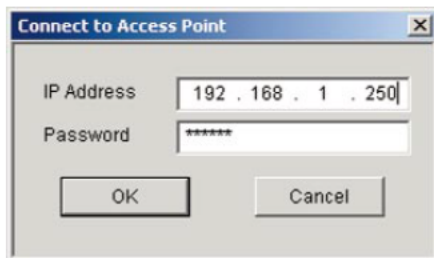 Connect to Access Point
IP Address 192 . 168 . 1 . 250
Password ******
OK Cancel